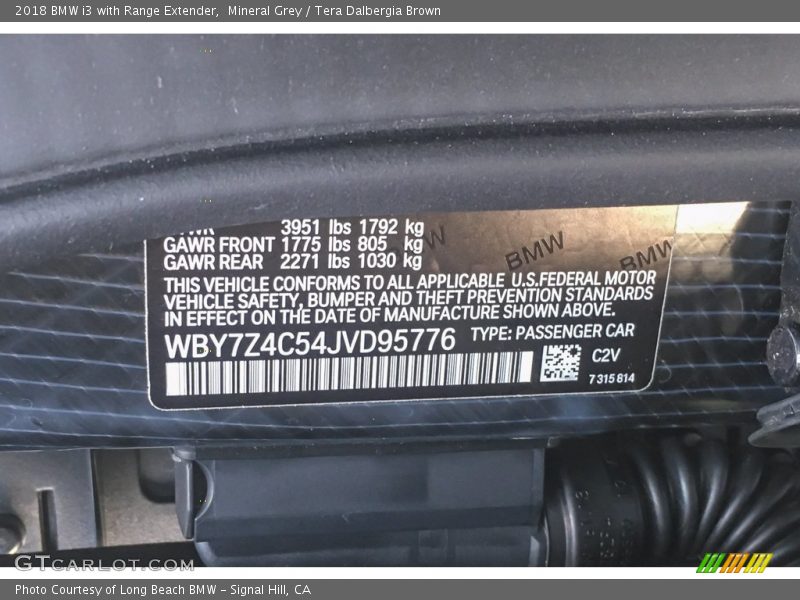 2018 BMW i3 with Range Extender,  Mineral Grey / Tera Dalbergia Brown
3951 lbs 1792 kg
GAWR FRONT 1775 lbs 805 kg
GAWR REAR 2271 lbs 1030 kg
BMW
BMW
THIS VEHICLE CONFORMS TO ALL APPLICABLE U.S.FEDERAL MOTOR
VEHICLE SAFETY, BUMPER AND THEFT PREVENTION STANDARDS
IN EFFECT ON THE DATE OF MANUFACTURE SHOWN ABOVE.
WBY7Z4C54JVD95776 TYPE: PASSENGER CAR
C2V
7315814
GTCARLOT.COM
Photo Courtesy of Long Beach BMW - Signal Hill, CA